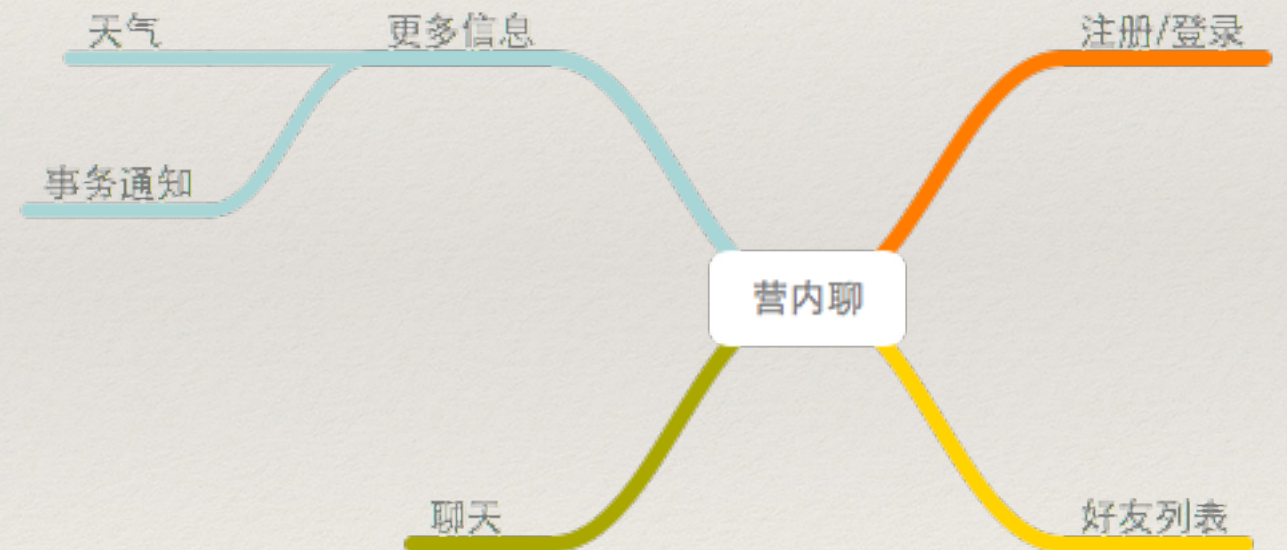 天气
更多信息
注册/登录
事务通知
营内聊
聊天
好友列表